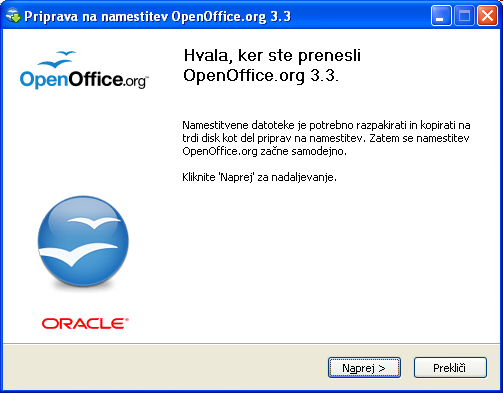 Priprava na namestitev OpenOffice.org 3.3
OpenOffice.org™
Hvala, ker ste prenesli
OpenOffice.org 3.3.
Namestitvene datoteke je potrebno razpakirati in kopirati na
trdi disk kot del priprav na namestitev. Zatem se namestitev
OpenOffice.org začne samodejno.
Kliknite 'Naprej' za nadaljevanje.
ORACLE®
Naprej >
Prekliči